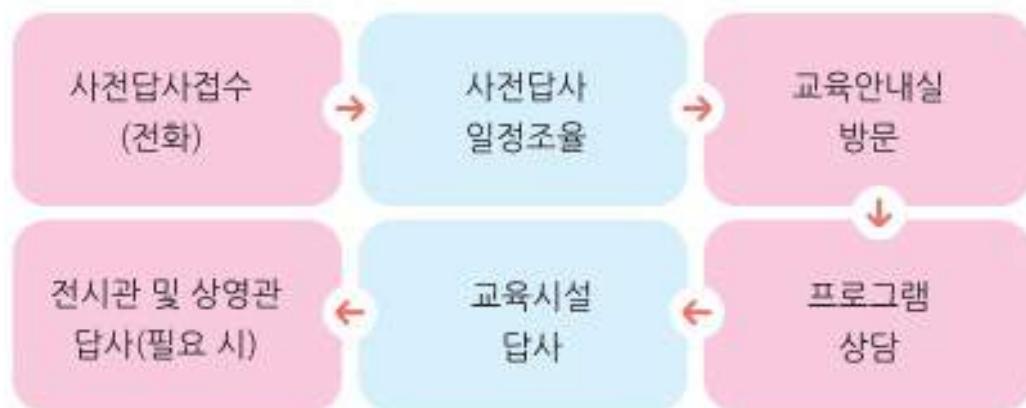 사전답사접수
(전화)
사전답사
일정조율
교육안내실
방문
프로그램
상담
교육시설
답사
전시관 및 상영관
답사(필요 시)